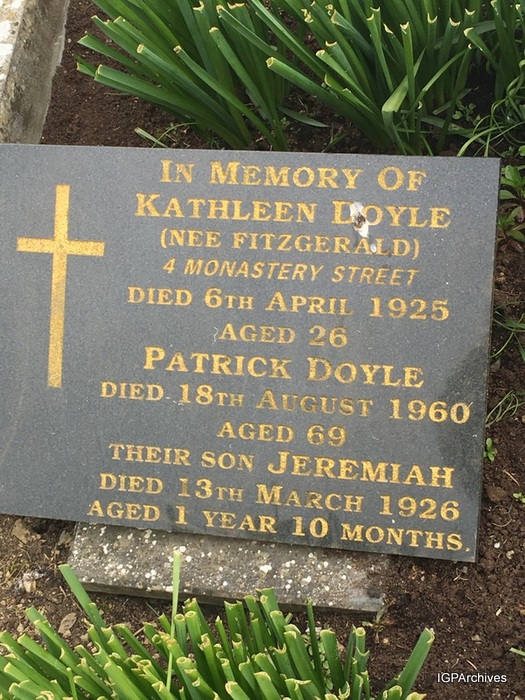 IN MEMORY OF
KATHLEEN DOYLE
(NEE FITZGERALD)
4 MONASTERY STREET
DIED 6TH APRIL 1925
AGED 26
PATRICK DOYLE
DIED 18TH AUGUST 1960
AGED 69
THEIR SON JEREMIAH
DIED 13TH MARCH 1926
AGED 1 YEAR 10 MONTHS.
IGPArchives